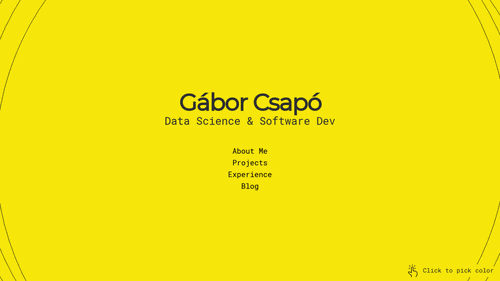 Gábor Csapó
Data Science & Software Dev
About Me
Projects
Experience
Blog
Click to pick color